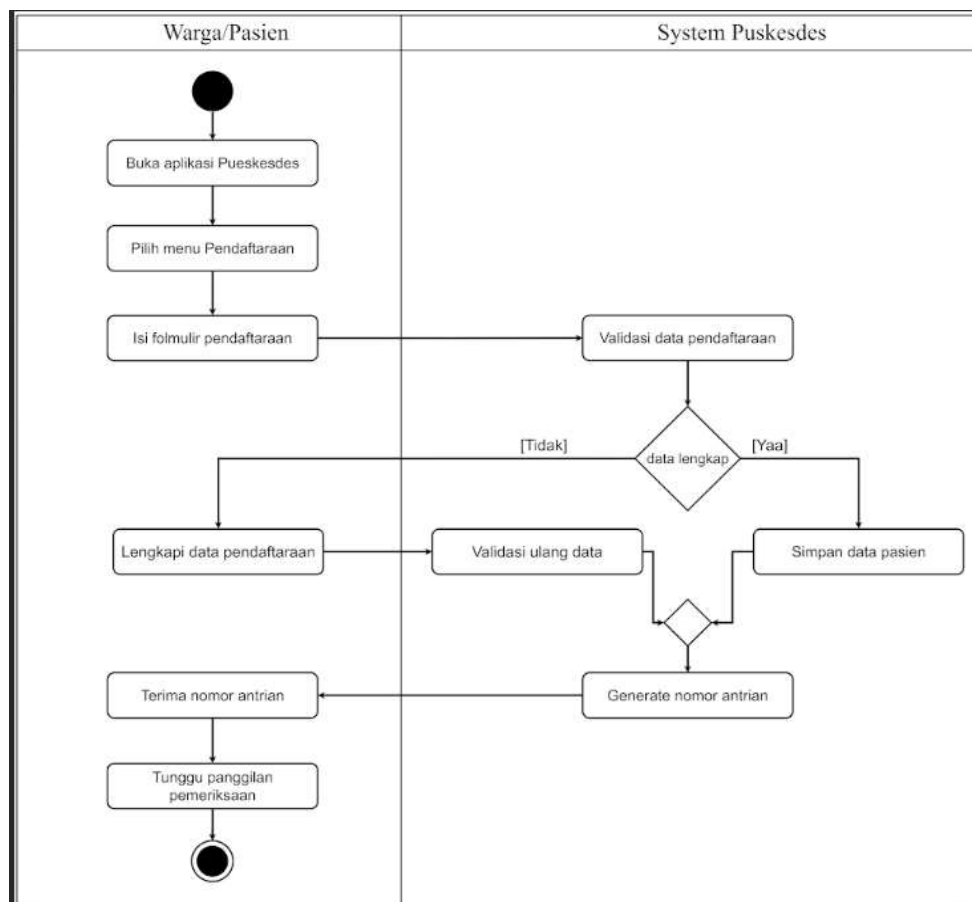 Warga/Pasien
System Puskesdes
Buka aplikasi Pueskesdes
Pilih menu Pendaftaraan
Isi folmulir pendaftaraan
Validasi data pendaftaraan
[Tidak]
data lengkap
[Yaa]
Lengkapi data pendaftaraan
Validasi ulang data
Simpan data pasien
Terima nomor antrian
Generate nomor antrian
Tunggu panggilan
pemeriksaan